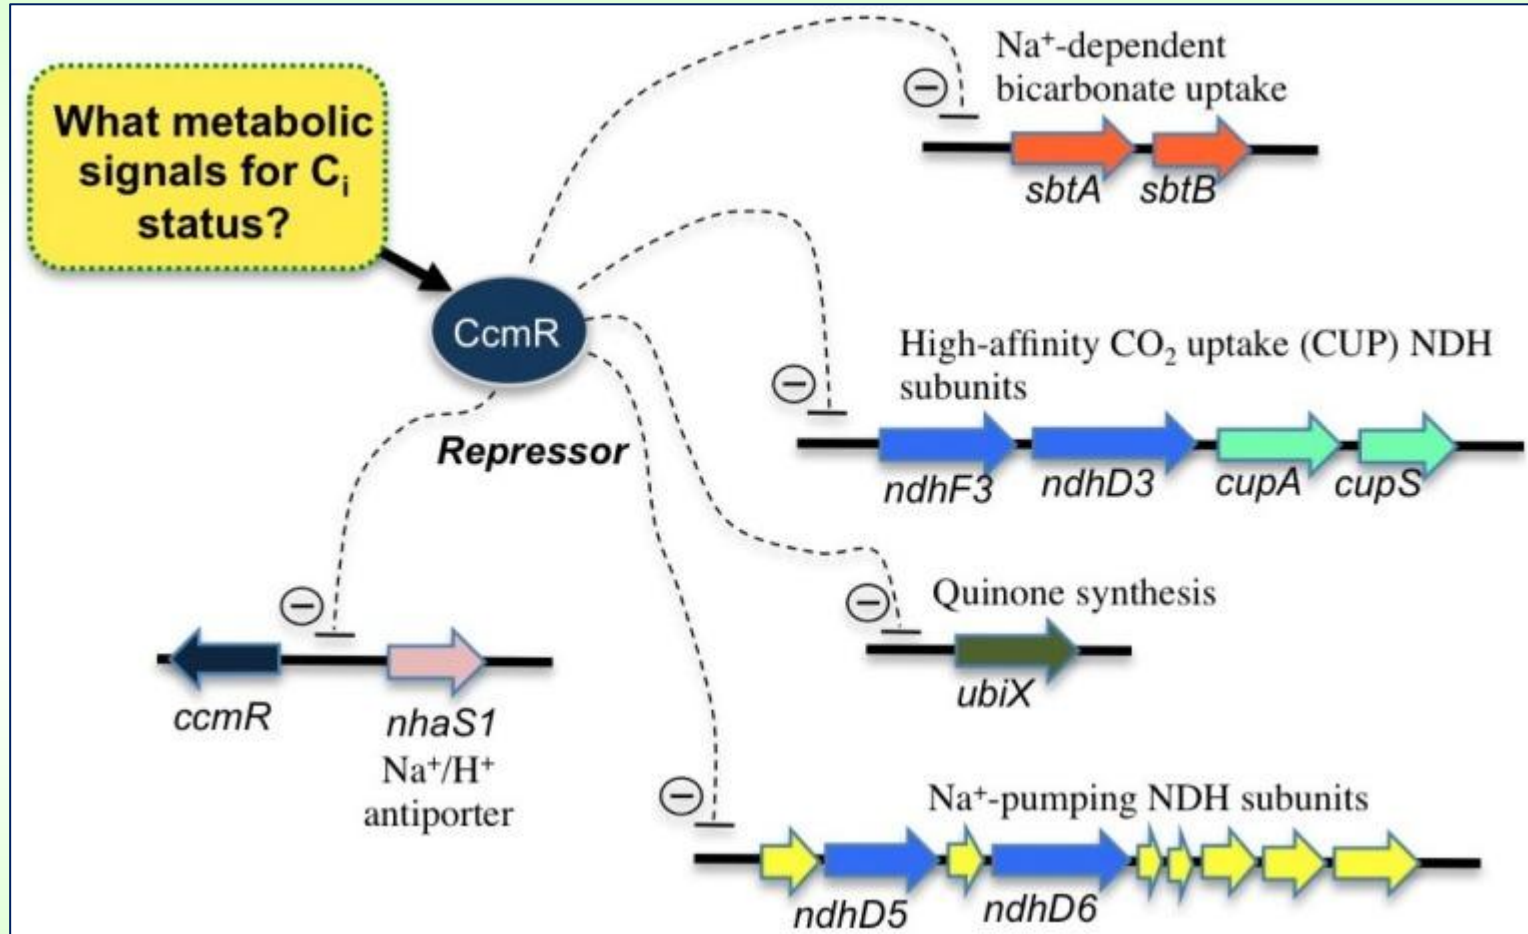 What metabolic
signals for Cᵢ
status?
CcmR
Repressor
Na⁺-dependent
bicarbonate uptake
sbtA sbtB
High-affinity CO₂ uptake (CUP) NDH
subunits
ndhF3 ndhD3 cupA cupS
Quinone synthesis
ubiX
ccmR nhaS1
Na⁺/H⁺
antiporter
Na⁺-pumping NDH subunits
ndhD5 ndhD6